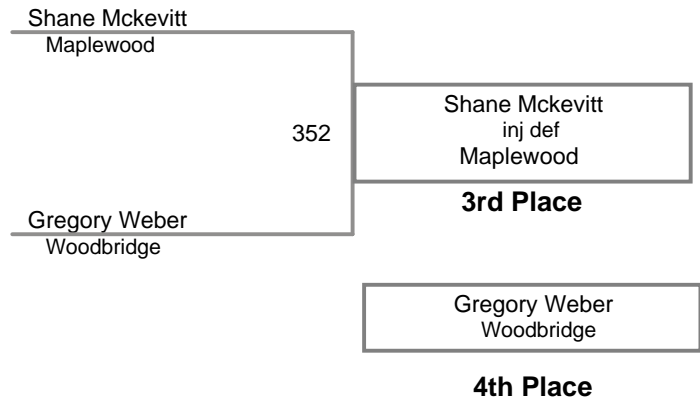 Shane Mckevitt
Maplewood
352
Shane Mckevitt
inj def
Maplewood
3rd Place
Gregory Weber
Woodbridge
Gregory Weber
Woodbridge
4th Place